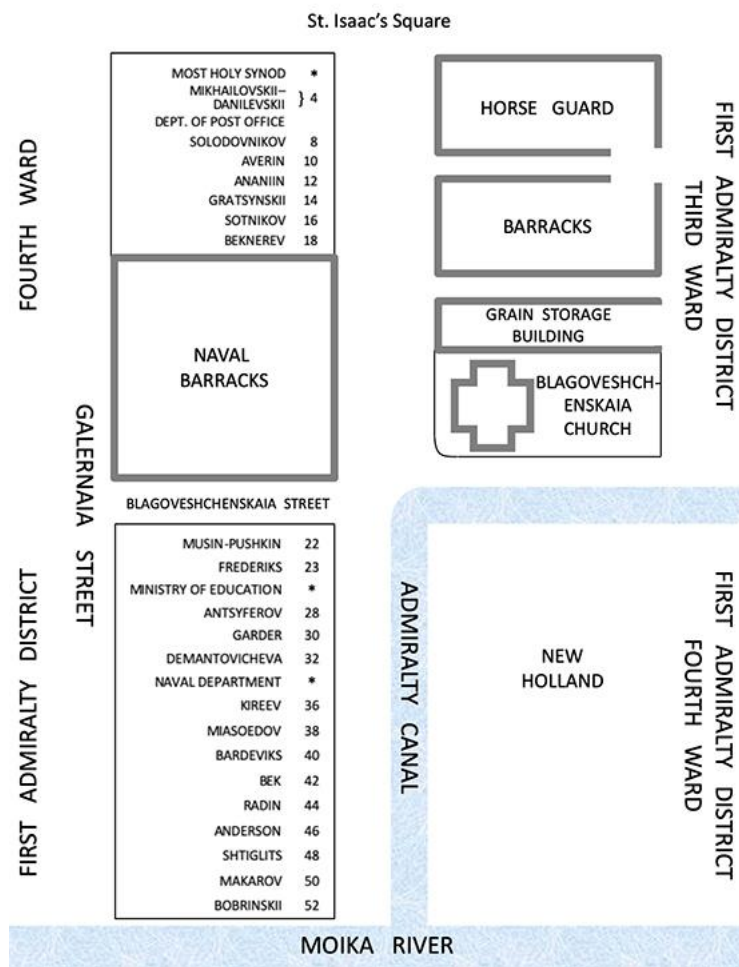 St. Isaac's Square
MOST HOLY SYNOD *
MIKHAILOVSKII–
DANILEVSKII } 4
DEPT. OF POST OFFICE
SOLODOVNIKOV 8
AVERIN 10
ANANIIN 12
GRATSYNSKII 14
SOTNIKOV 16
BEKNEREV 18
NAVAL
BARRACKS
BLAGOVESHCHENSKAIA STREET
MUSIN-PUSHKIN 22
FREDERIKS 23
MINISTRY OF EDUCATION *
ANTSYFEROV 28
GARDER 30
DEMANTOVICHEVA 32
NAVAL DEPARTMENT *
KIREEV 36
MIASOEDOV 38
BARDEVIKS 40
BEK 42
RADIN 44
ANDERSON 46
SHTIGLITS 48
MAKAROV 50
BOBRINSKII 52
FOURTH WARD
GALERNAIA STREET
FIRST ADMIRALTY DISTRICT
HORSE GUARD
BARRACKS
GRAIN STORAGE
BUILDING
BLAGOVESHCH-
ENSKAIA
CHURCH
FIRST ADMIRALTY DISTRICT
THIRD WARD
ADMIRALTY CANAL
NEW
HOLLAND
FIRST ADMIRALTY DISTRICT
FOURTH WARD
MOIKA RIVER